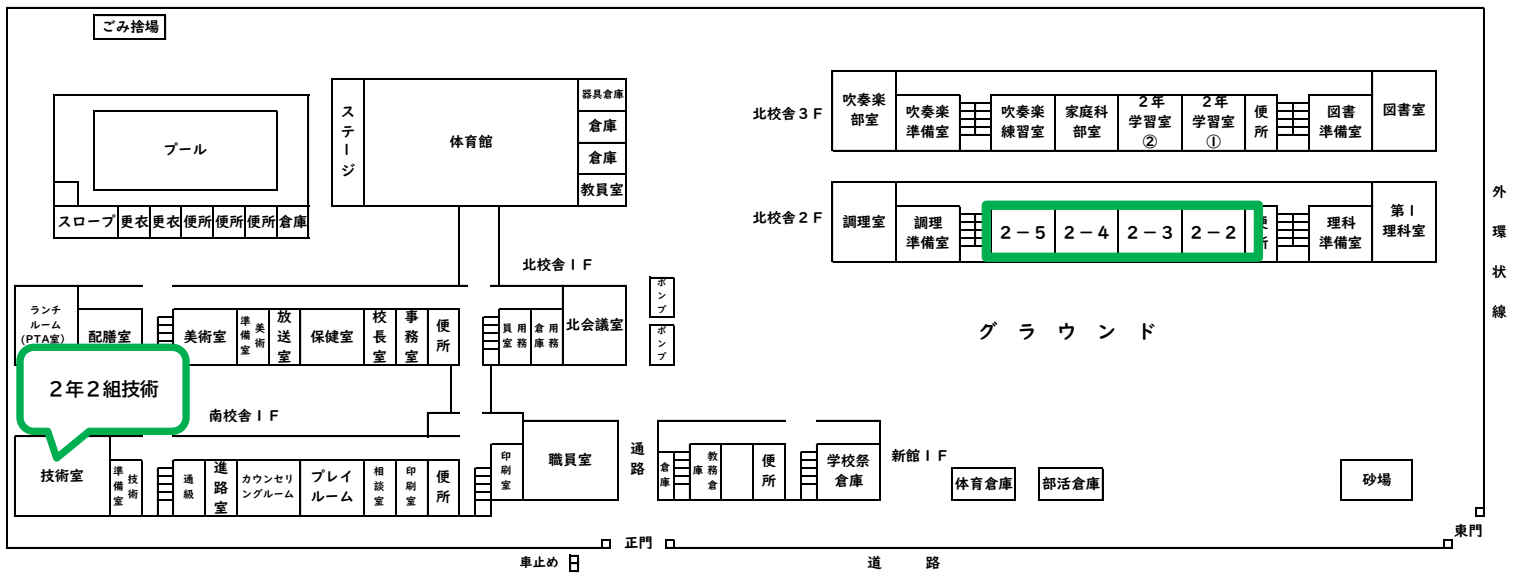 ごみ捨場
プール
スロープ 更衣 更衣 便所 便所 便所 倉庫
ステージ
体育館
器具倉庫
倉庫
倉庫
教員室
北校舎３Ｆ
吹奏楽
部室
吹奏楽
準備室
吹奏楽
練習室
家庭科
部室
２年
学習室
②
２年
学習室
①
便所
図書
準備室
図書室
北校舎２Ｆ
調理室
調理
準備室
２－５
２－４
２－３
２－２
便所
理科
準備室
第１
理科室
外環状線
北校舎１Ｆ
ランチ
ルーム
(PTA室)
配膳室
美術室
美術
準備室
放送室
保健室
校長室
事務室
便所
用務
員室
用務
倉庫
北会議室
ポンプ
ポンプ
グラウンド
２年２組技術
南校舎１Ｆ
技術室
技術
準備室
通級
進路室
カウンセリ
ングルーム
プレイ
ルーム
相談室
印刷室
便所
印刷室
職員室
通路
倉庫
教務倉
庫
便所
学校祭
倉庫
新館１Ｆ
体育倉庫
部活倉庫
砂場
東門
正門
車止め
道路